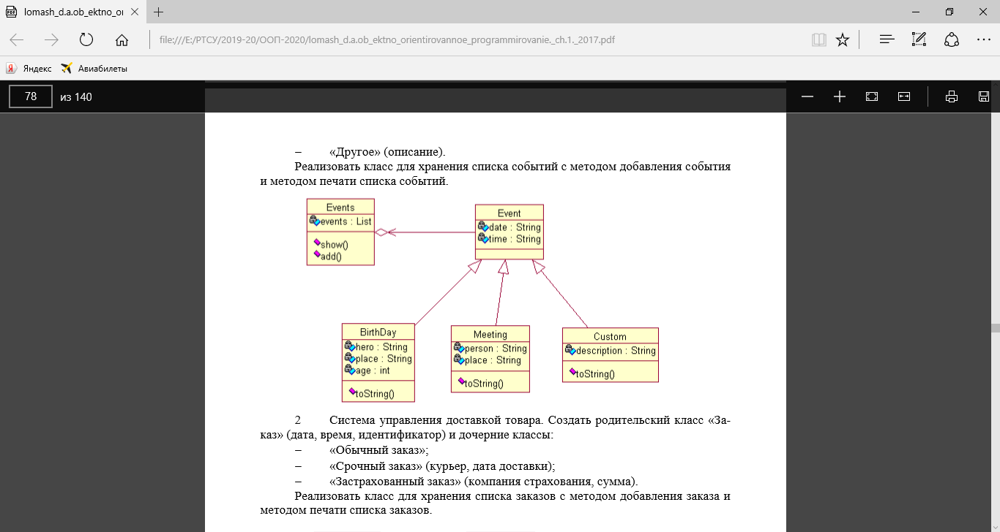 lomash_d.a.ob_ektno_ol
file:///E:/РТСУ/2019-20/ООП-2020/lomash_d.a.ob_ektno_orientirovannoe_programmirovanie._ch.1._2017.pdf
Яндекс Авиабилеты
78 из 140
– «Другое» (описание).
Реализовать класс для хранения списка событий с методом добавления события
и методом печати списка событий.
Events
events : List
show()
add()
Event
date : String
time : String
BirthDay
hero : String
place : String
age : int
toString()
Meeting
person : String
place : String
toString()
Custom
description : String
toString()
2 Система управления доставкой товара. Создать родительский класс «За-
каз» (дата, время, идентификатор) и дочерние классы:
– «Обычный заказ»;
– «Срочный заказ» (курьер, дата доставки);
– «Застрахованный заказ» (компания страхования, сумма).
Реализовать класс для хранения списка заказов с методом добавления заказа и
методом печати списка заказов.